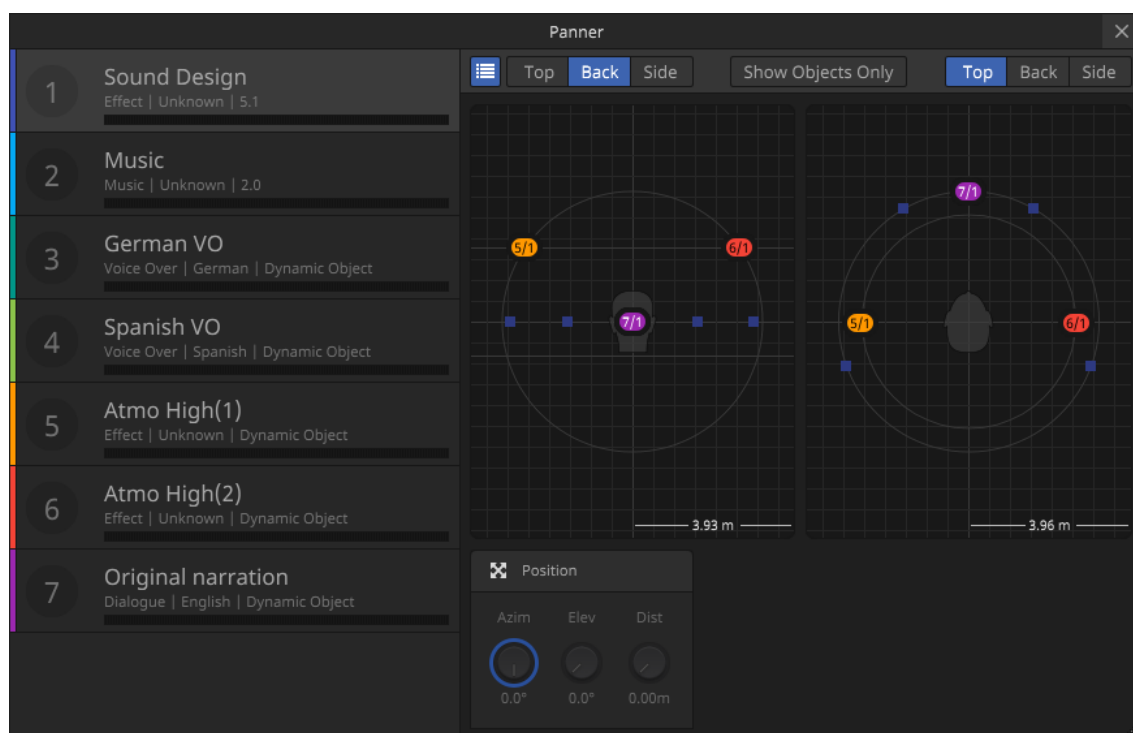 Panner
1
Sound Design
Effect | Unknown | 5.1
2
Music
Music | Unknown | 2.0
3
German VO
Voice Over | German | Dynamic Object
4
Spanish VO
Voice Over | Spanish | Dynamic Object
5
Atmo High(1)
Effect | Unknown | Dynamic Object
6
Atmo High(2)
Effect | Unknown | Dynamic Object
7
Original narration
Dialogue | English | Dynamic Object
Top Back Side
Show Objects Only
Top Back Side
5/1 6/1
7/1
3.93 m
7/1
5/1 6/1
3.96 m
Position
Azim Elev Dist
0.0° 0.0° 0.00m